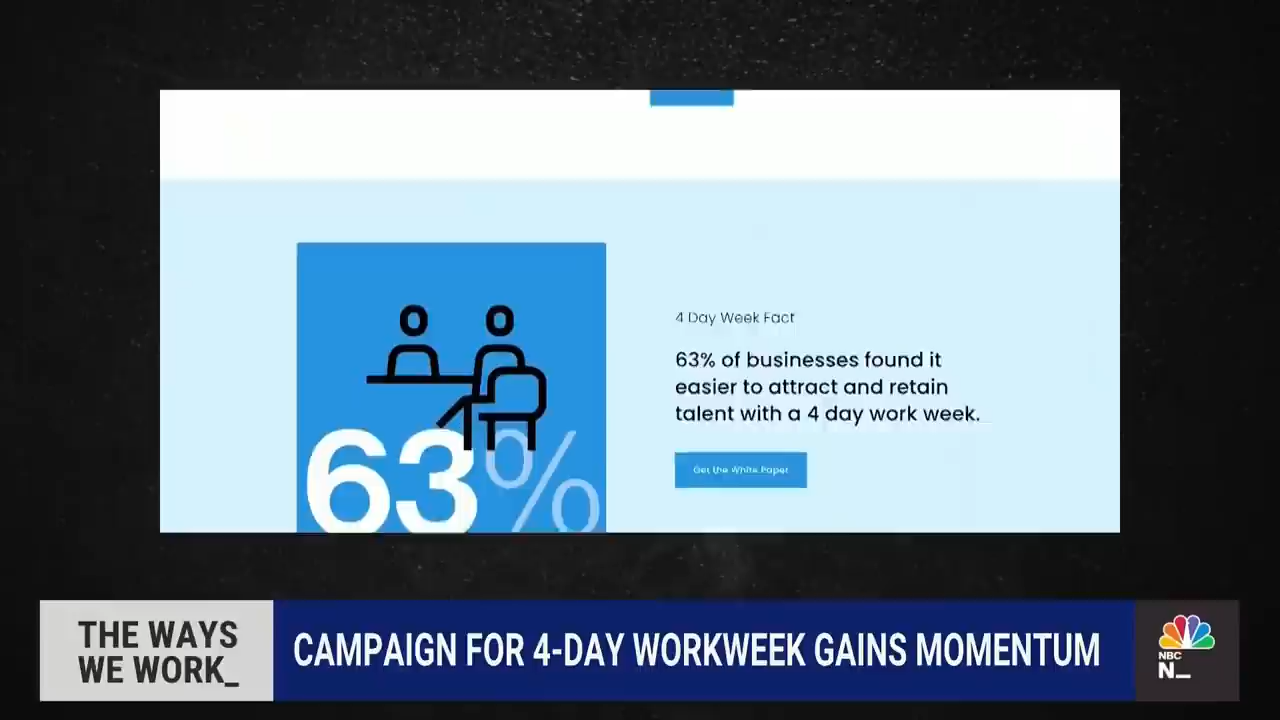 4 Day Week Fact
63% of businesses found it
easier to attract and retain
talent with a 4 day work week.
Get the White Paper
63%
THE WAYS
WE WORK_
CAMPAIGN FOR 4-DAY WORKWEEK GAINS MOMENTUM
NBC
N_